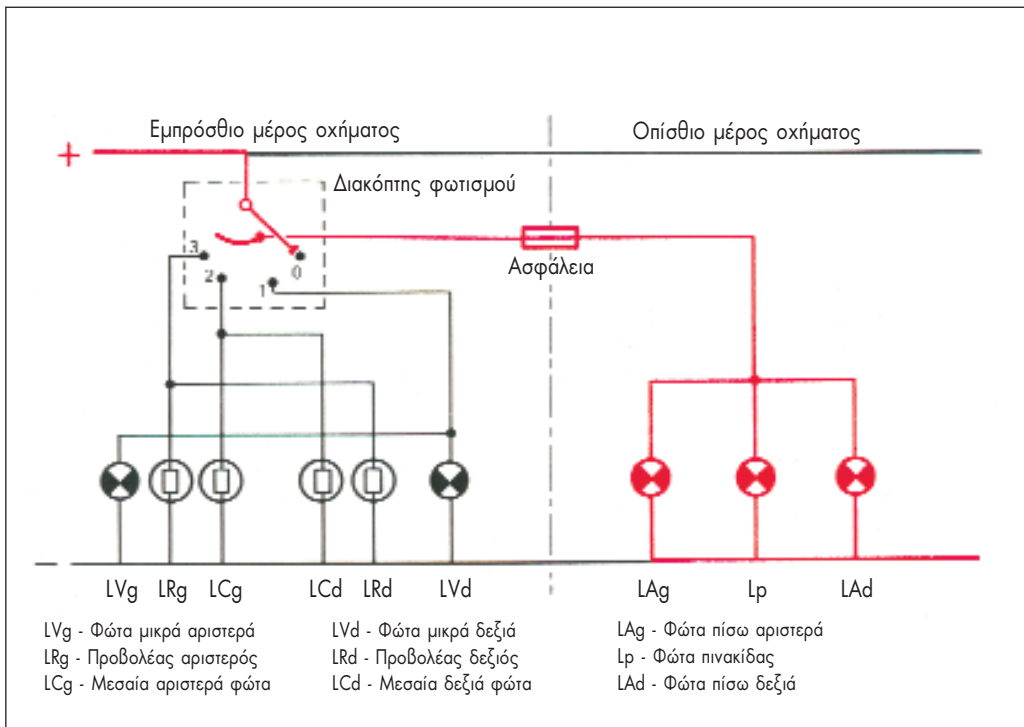 Εμπρόσθιο μέρος οχήματος
Οπίσθιο μέρος οχήματος
+
Διακόπτης φωτισμού
3
2
1
0
Ασφάλεια
—
LVg LRg LCg LCd LRd LVd LAg Lp LAd
LVg - Φώτα μικρά αριστερά
LRg - Προβολέας αριστερός
LCg - Μεσαία αριστερά φώτα
LVd - Φώτα μικρά δεξιά
LRd - Προβολέας δεξιός
LCd - Μεσαία δεξιά φώτα
LAg - Φώτα πίσω αριστερά
Lp - Φώτα πινακίδας
LAd - Φώτα πίσω δεξιά